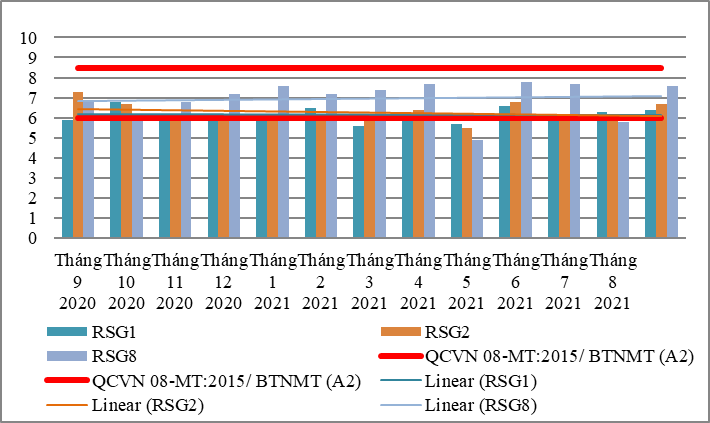 10
9
8
7
6
5
4
3
2
1
0
Tháng Tháng Tháng Tháng Tháng Tháng Tháng Tháng Tháng Tháng Tháng Tháng
9 10 11 12 1 2 3 4 5 6 7 8
2020 2020 2020 2020 2021 2021 2021 2021 2021 2021 2021 2021
RSG1 RSG2
RSG8 QCVN 08-MT:2015/ BTNMT (A2)
QCVN 08-MT:2015/ BTNMT (A2) Linear (RSG1)
Linear (RSG2) Linear (RSG8)